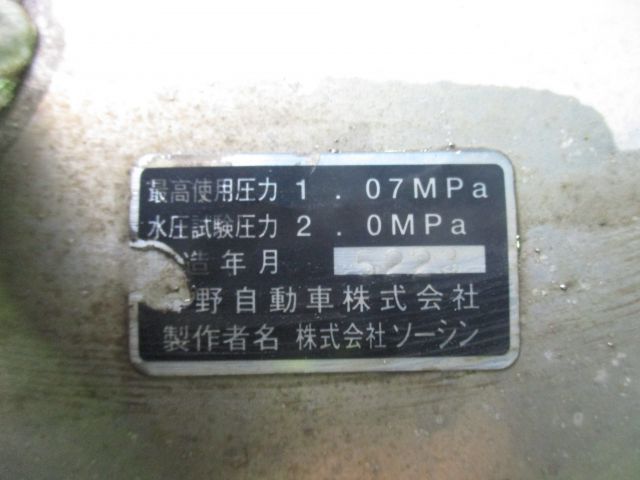 最高使用圧力 1.07MPa
水圧試験圧力 2.0MPa
造年月
野自動車株式会社
製作者名 株式会社ソーシン